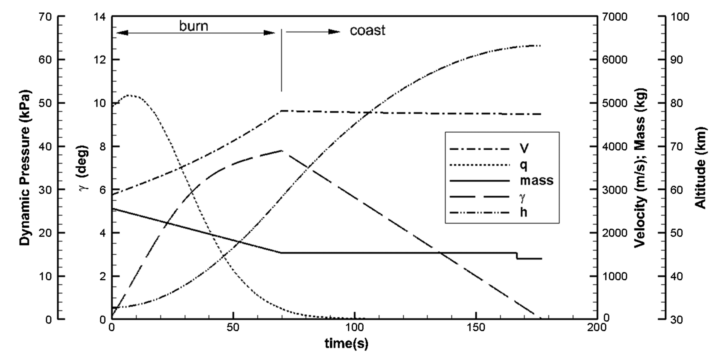 70 14 7000 100
burn
coast
60 12 6000 90
50 10 5000 80
40 8 4000 70
30 6 3000 60
20 4 2000 50
10 2 1000 40
0 0 0 30
0 50 100 150 200
time(s)
Dynamic Pressure (kPa)
γ (deg)
V
q
mass
γ
h
Velocity (m/s); Mass (kg)
Altitude (km)